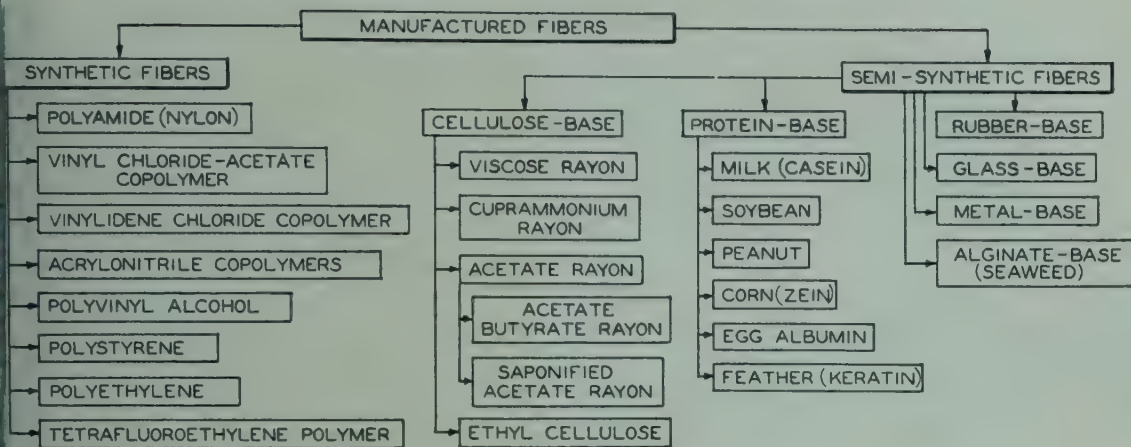 MANUFACTURED FIBERS
SYNTHETIC FIBERS
POLYAMIDE (NYLON)
VINYL CHLORIDE-ACETATE
COPOLYMER
VINYLIDENE CHLORIDE COPOLYMER
ACRYLONITRILE COPOLYMERS
POLYVINYL ALCOHOL
POLYSTYRENE
POLYETHYLENE
TETRAFLUOROETHYLENE POLYMER
SEMI-SYNTHETIC FIBERS
CELLULOSE-BASE
VISCOSE RAYON
CUPRAMMONIUM
RAYON
ACETATE RAYON
ACETATE
BUTYRATE RAYON
SAPONIFIED
ACETATE RAYON
ETHYL CELLULOSE
PROTEIN-BASE
MILK (CASEIN)
SOYBEAN
PEANUT
CORN (ZEIN)
EGG ALBUMIN
FEATHER (KERATIN)
RUBBER-BASE
GLASS-BASE
METAL-BASE
ALGINATE-BASE
(SEAWEED)